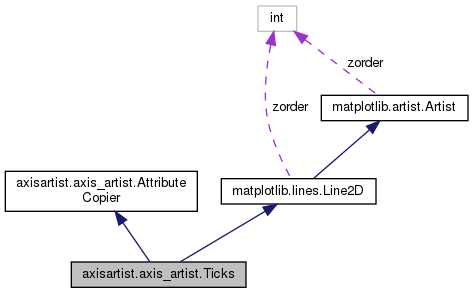 int
zorder
zorder
matplotlib.artist.Artist
axisartist.axis_artist.Attribute
Copier
matplotlib.lines.Line2D
axisartist.axis_artist.Ticks